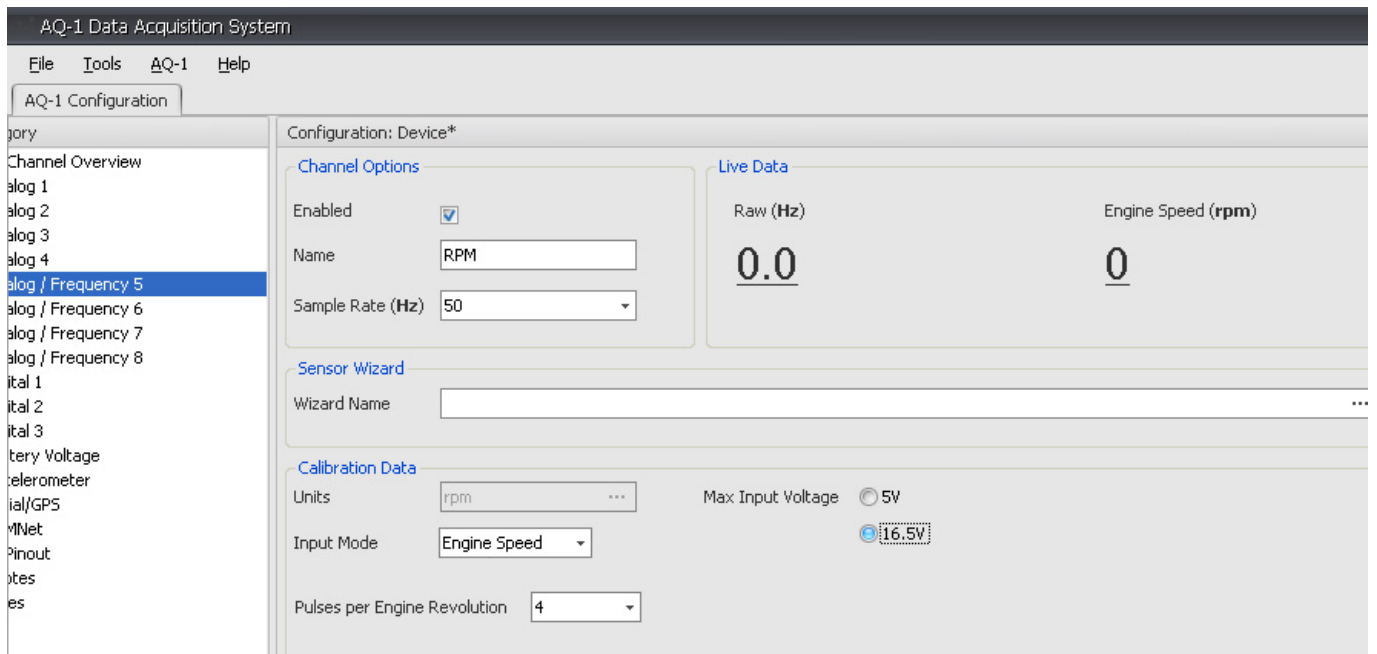 AQ-1 Data Acquisition System
File Tools AQ-1 Help
AQ-1 Configuration
gory
Configuration: Device*
Channel Overview
alog 1
alog 2
alog 3
alog 4
alog / Frequency 5
alog / Frequency 6
alog / Frequency 7
alog / Frequency 8
ital 1
ital 2
ital 3
tery Voltage
celerometer
ial/GPS
MNet
Pinout
otes
es
Channel Options
Enabled
Name RPM
Sample Rate (Hz) 50
Live Data
Raw (Hz) Engine Speed (rpm)
0.0 0
Sensor Wizard
Wizard Name ...
Calibration Data
Units rpm ... Max Input Voltage 5V
16.5V
Input Mode Engine Speed
Pulses per Engine Revolution 4